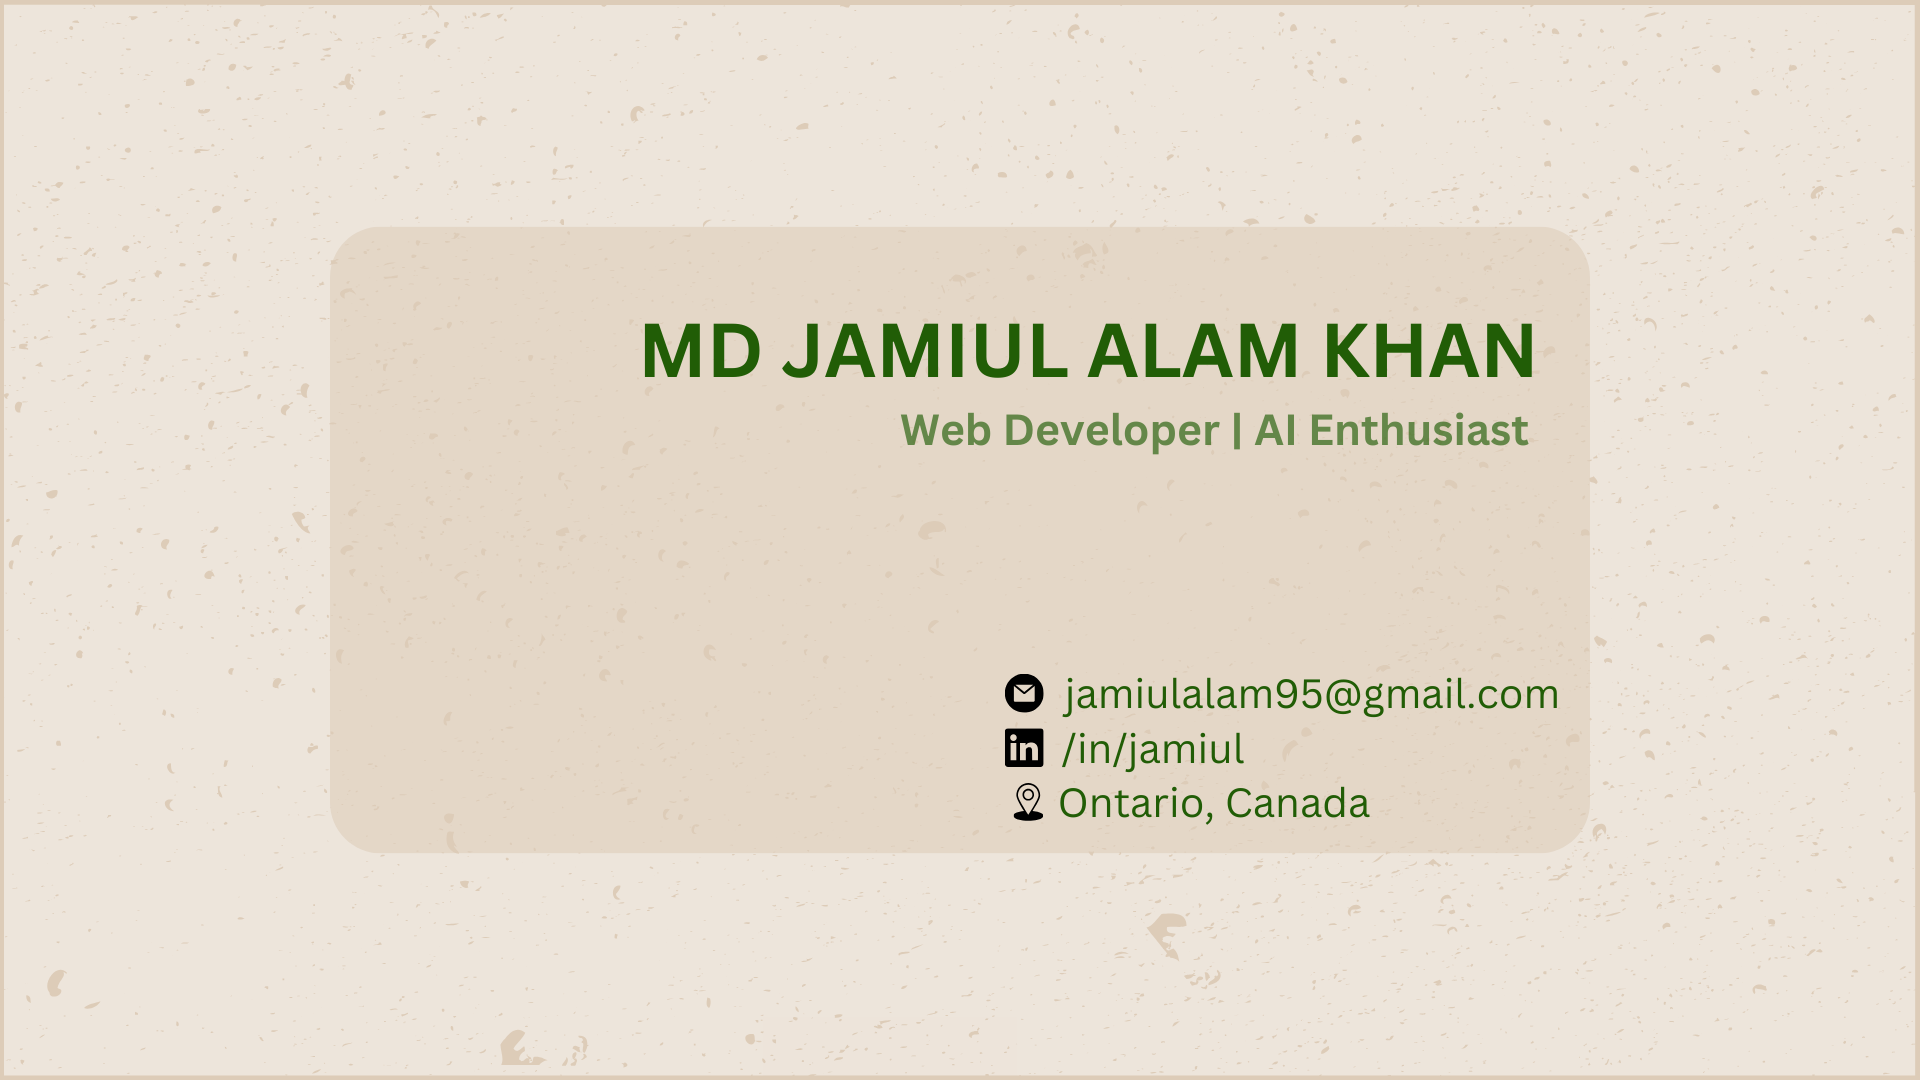 MD JAMIUL ALAM KHAN
Web Developer | AI Enthusiast
jamiulalam95@gmail.com
/in/jamiul
Ontario, Canada